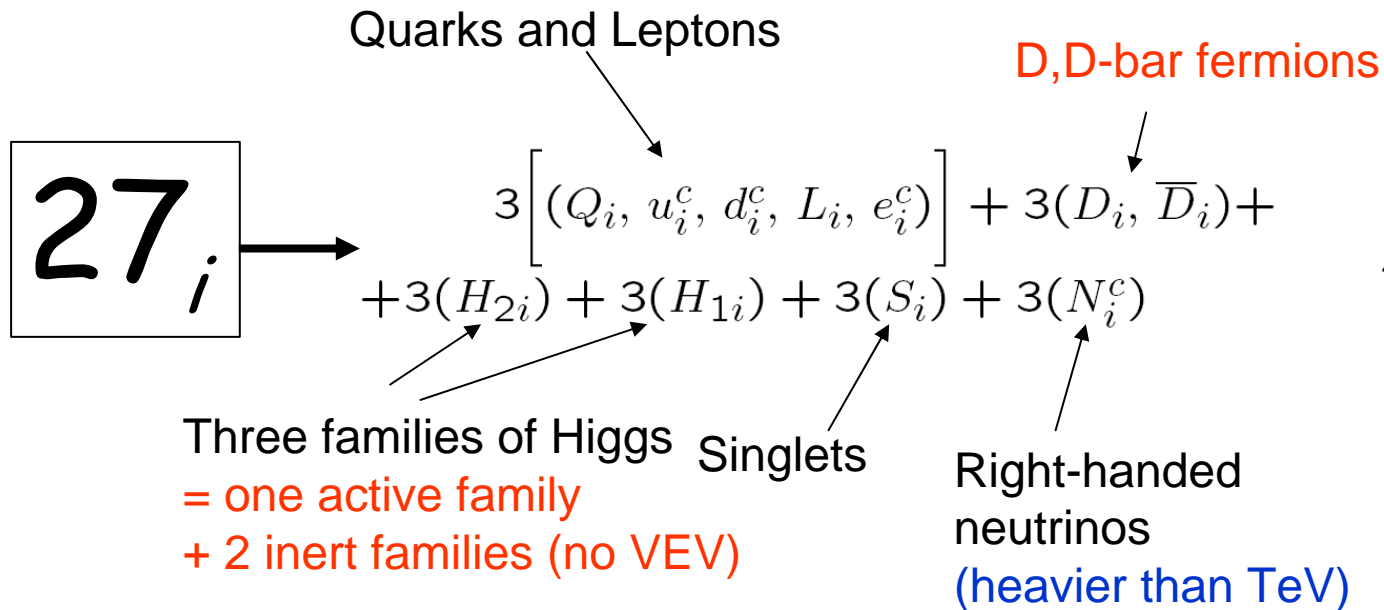 Quarks and Leptons
D,D-bar fermions
27ᵢ
3[(Qᵢ, uᵢᶜ, dᵢᶜ, Lᵢ, eᵢᶜ)] + 3(Dᵢ, D̅ᵢ)+
+3(H₂ᵢ) + 3(H₁ᵢ) + 3(Sᵢ) + 3(Nᵢᶜ)
Three families of Higgs
= one active family
+ 2 inert families (no VEV)
Singlets
Right-handed
neutrinos
(heavier than TeV)